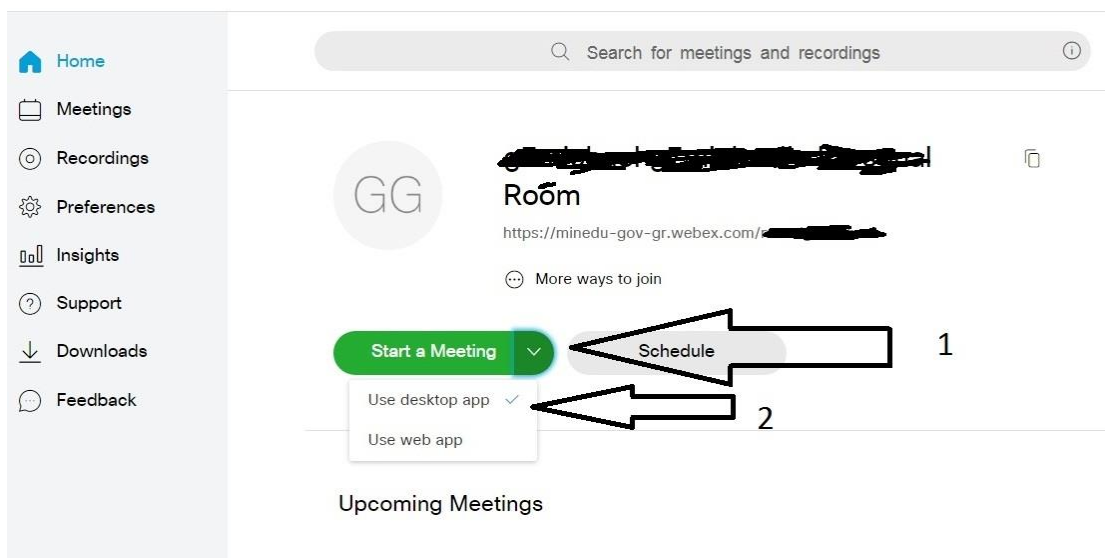 Home
Meetings
Recordings
Preferences
Insights
Support
Downloads
Feedback
Search for meetings and recordings
GG
Room
https://minedu-gov-gr.webex.com/
More ways to join
Start a Meeting
Schedule
1
Use desktop app
2
Use web app
Upcoming Meetings